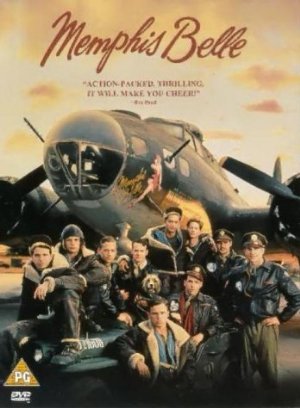 Memphis Belle
"ACTION-PACKED, THRILLING,
IT WILL MAKE YOU CHEER!"
PG
DVD